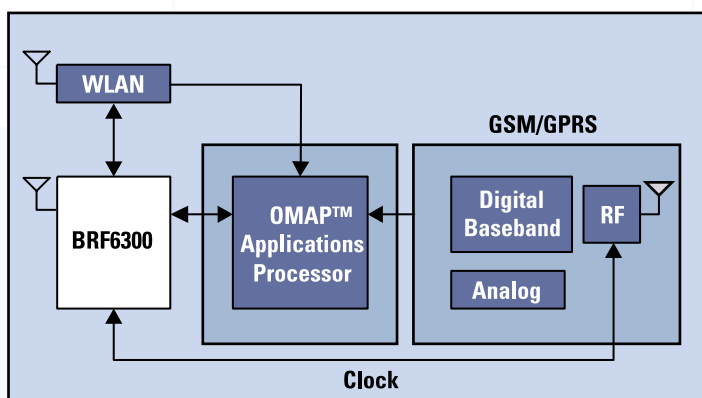 WLAN
GSM/GPRS
BRF6300
OMAP™
Applications
Processor
Digital
Baseband
RF
Analog
Clock